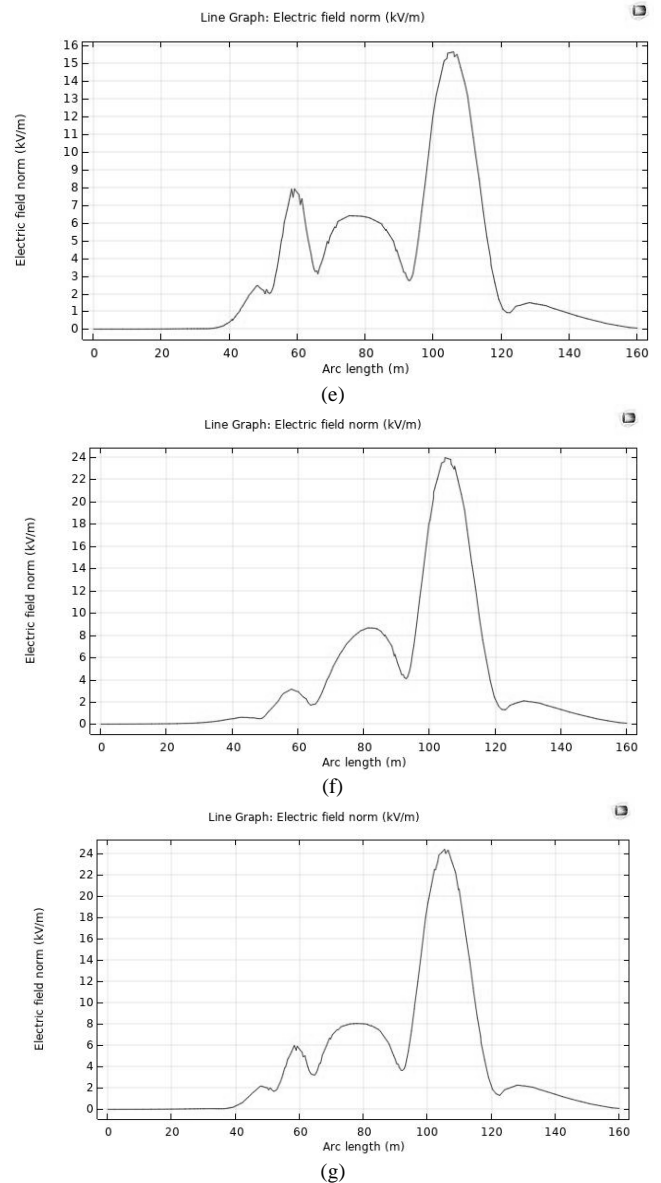 Line Graph: Electric field norm (kV/m)
16
15
14
13
12
11
10
9
8
7
6
5
4
3
2
1
0
Electric field norm (kV/m)
0 20 40 60 80 100 120 140 160
Arc length (m)
(e)
Line Graph: Electric field norm (kV/m)
24
22
20
18
16
14
12
10
8
6
4
2
0
Electric field norm (kV/m)
0 20 40 60 80 100 120 140 160
Arc length (m)
(f)
Line Graph: Electric field norm (kV/m)
24
22
20
18
16
14
12
10
8
6
4
2
0
Electric field norm (kV/m)
0 20 40 60 80 100 120 140 160
Arc length (m)
(g)